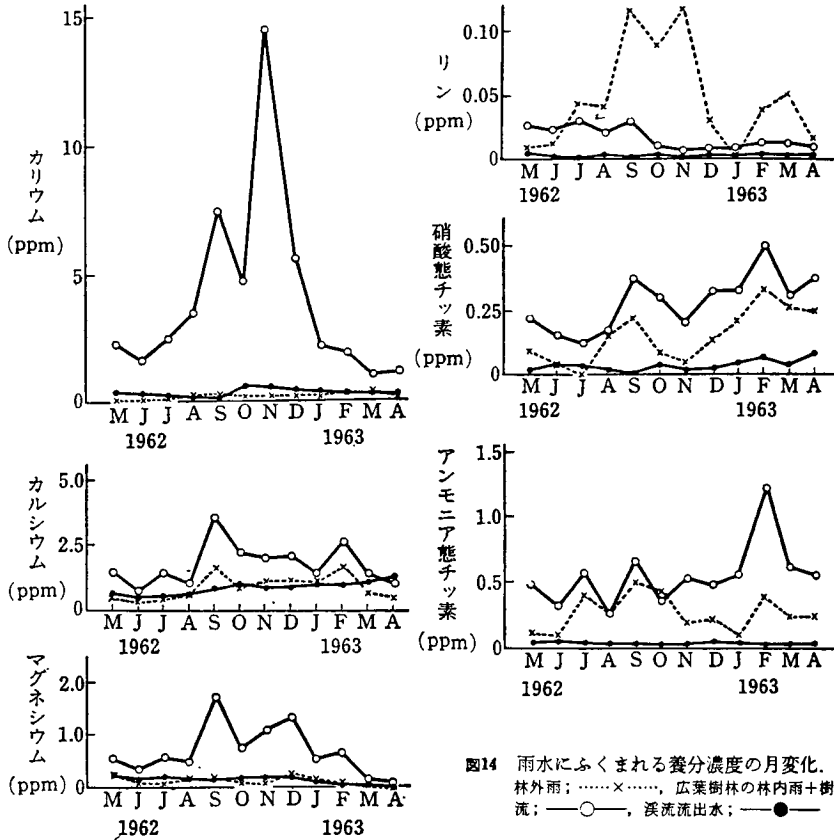 カリウム
(ppm)
15
10
5
0
M J J A S O N D J F M A
1962 1963
カルシウム
(ppm)
5.0
2.5
0
M J J A S O N D J F M A
1962 1963
マグネシウム
(ppm)
2.0
1.0
0
M J J A S O N D J F M A
1962 1963
リン
(ppm)
0.10
0.05
0
M J J A S O N D J F M A
1962 1963
硝酸態チッ素
(ppm)
0.50
0.25
0
M J J A S O N D J F M A
1962 1963
アンモニア態チッ素
(ppm)
1.5
1.0
0.5
0
M J J A S O N D J F M A
1962 1963
図14 雨水にふくまれる養分濃度の月変化.
林外雨; ……×……, 広葉樹林の林内雨+樹
流; ——○——, 渓流流出水; ——●——